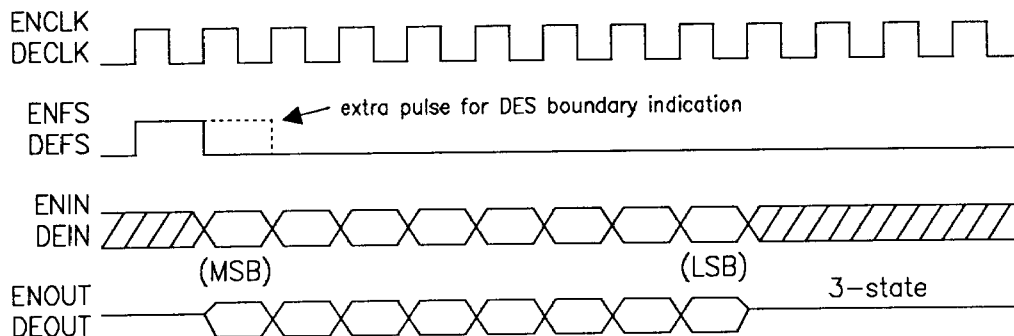 ENCLK
DECLK
ENFS
DEFS
extra pulse for DES boundary indication
ENIN
DEIN
(MSB)
(LSB)
ENOUT
DEOUT
3-state